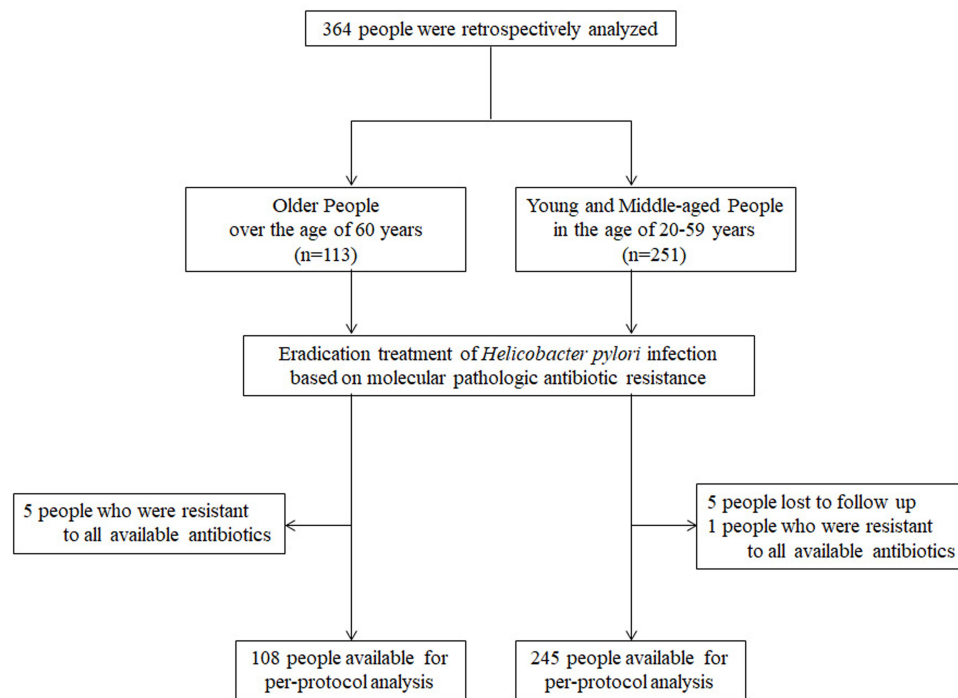 364 people were retrospectively analyzed
Older People
over the age of 60 years
(n=113)
Young and Middle-aged People
in the age of 20-59 years
(n=251)
Eradication treatment of Helicobacter pylori infection
based on molecular pathologic antibiotic resistance
5 people who were resistant
to all available antibiotics
5 people lost to follow up
1 people who were resistant
to all available antibiotics
108 people available for
per-protocol analysis
245 people available for
per-protocol analysis